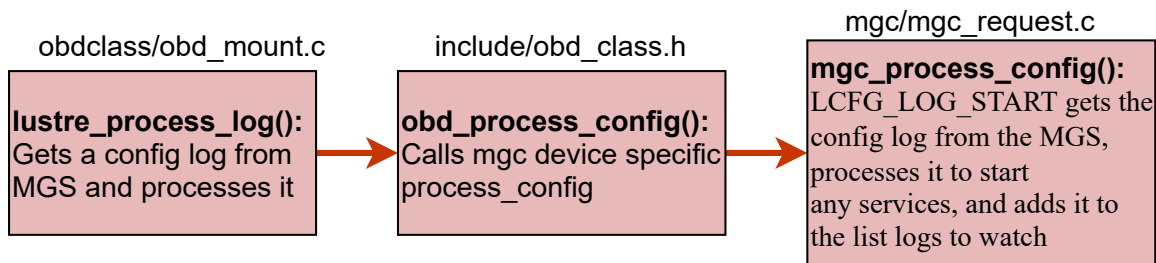 obdclass/obd_mount.c
lustre_process_log():
Gets a config log from
MGS and processes it
include/obd_class.h
obd_process_config():
Calls mgc device specific
process_config
mgc/mgc_request.c
mgc_process_config():
LCFG_LOG_START gets the
config log from the MGS,
processes it to start
any services, and adds it to
the list logs to watch